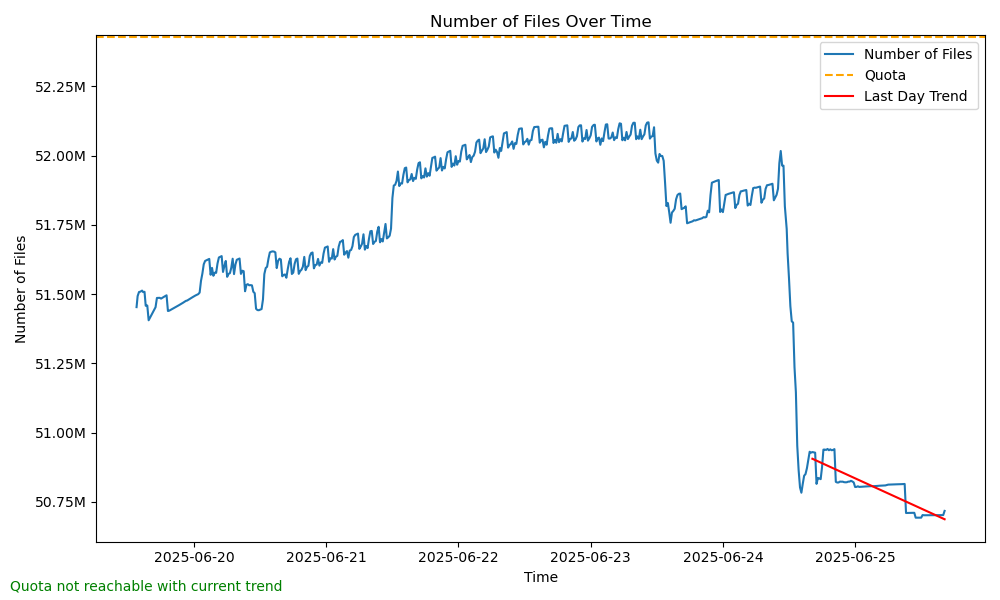 Number of Files Over Time
Number of Files
Quota
Last Day Trend
Number of Files
52.25M
52.00M
51.75M
51.50M
51.25M
51.00M
50.75M
2025-06-20
2025-06-21
2025-06-22
2025-06-23
2025-06-24
2025-06-25
Time
Quota not reachable with current trend